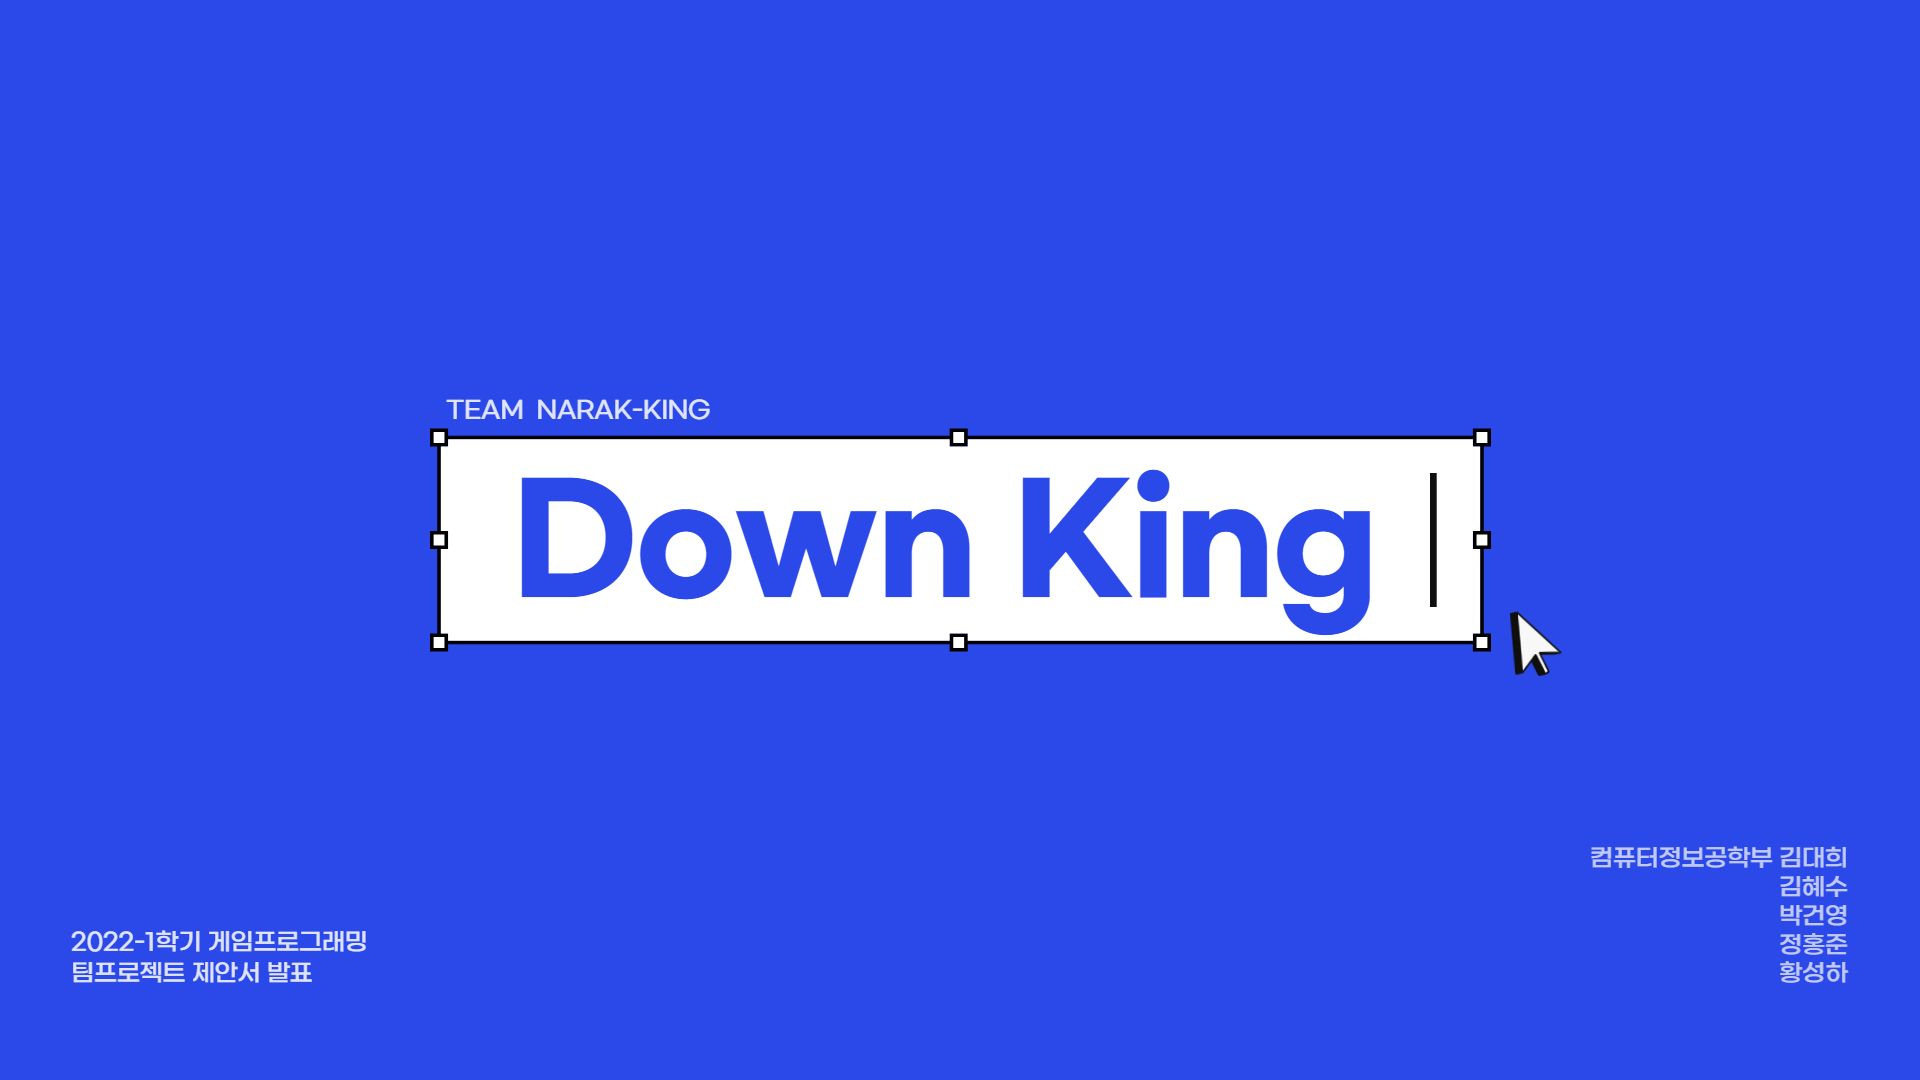 TEAM NARAK-KING
Down King
2022-1학기 게임프로그래밍
팀프로젝트 제안서 발표
컴퓨터정보공학부 김대희
김혜수
박건영
정홍준
황성하